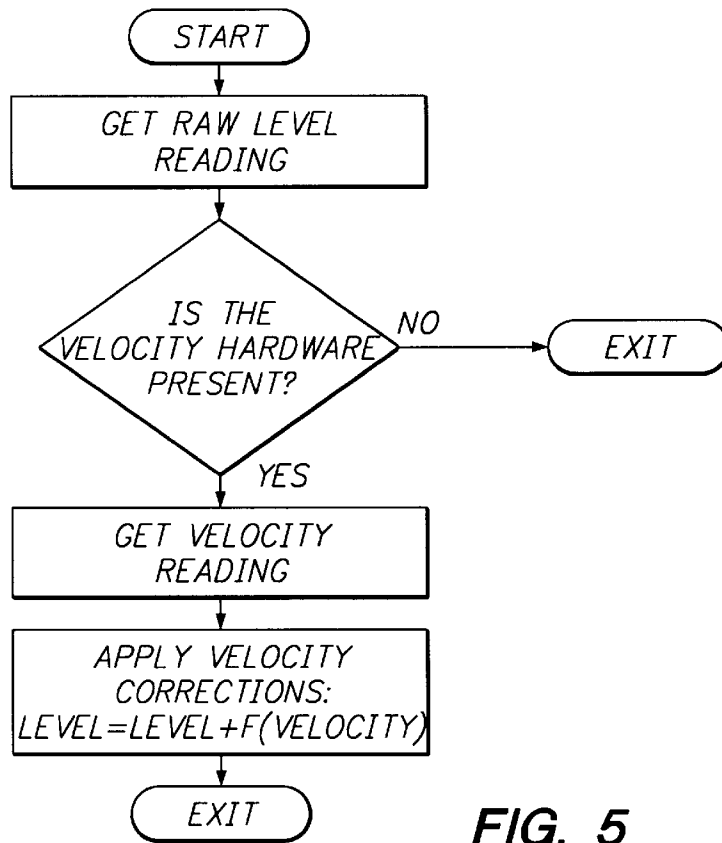 START
GET RAW LEVEL
READING
IS THE
VELOCITY HARDWARE
PRESENT?
NO
EXIT
YES
GET VELOCITY
READING
APPLY VELOCITY
CORRECTIONS:
LEVEL=LEVEL+F(VELOCITY)
EXIT
FIG. 5